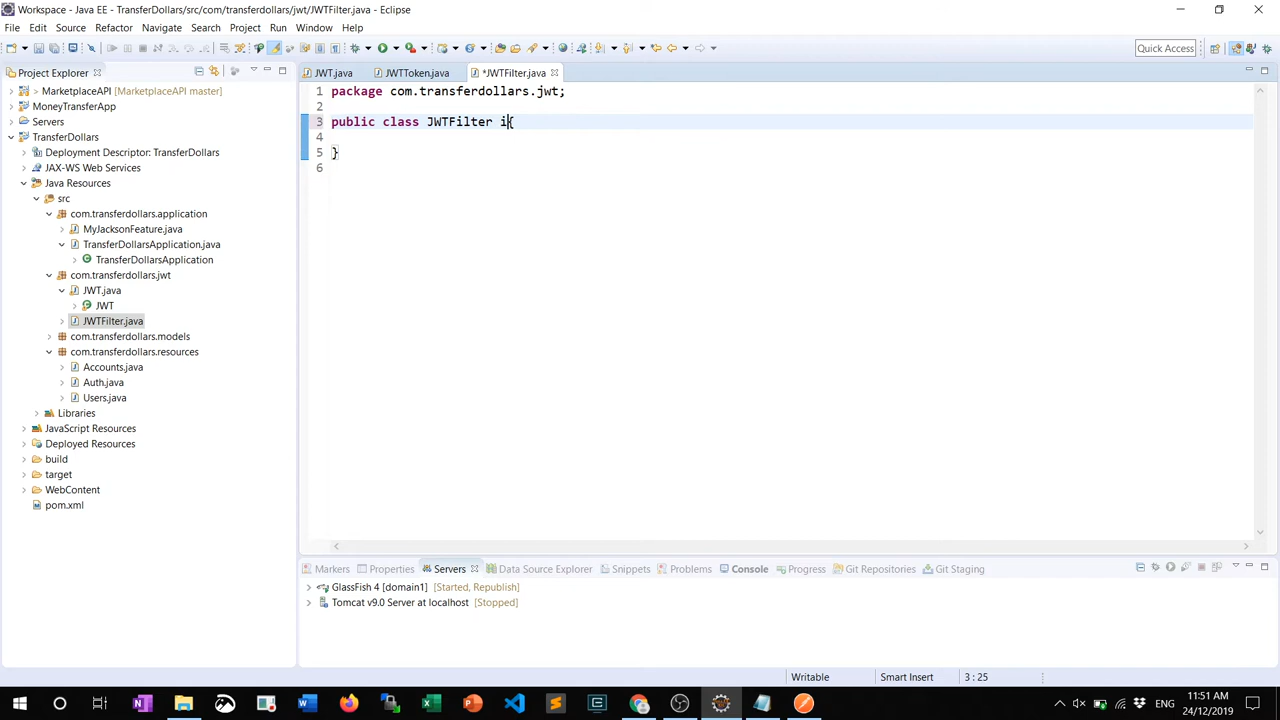 Workspace - Java EE - TransferDollars/src/com/transferdollars/jwt/JWTFilter.java - Eclipse
File Edit Source Refactor Navigate Search Project Run Window Help
Quick Access
Project Explorer
JWT.java JWTToken.java *JWTFilter.java
> MarketplaceAPI [MarketplaceAPI master]
MoneyTransferApp
Servers
TransferDollars
Deployment Descriptor: TransferDollars
JAX-WS Web Services
Java Resources
src
com.transferdollars.application
MyJacksonFeature.java
TransferDollarsApplication.java
TransferDollarsApplication
com.transferdollars.jwt
JWT.java
JWT
JWTFilter.java
com.transferdollars.models
com.transferdollars.resources
Accounts.java
Auth.java
Users.java
Libraries
JavaScript Resources
Deployed Resources
build
target
WebContent
pom.xml
1 package com.transferdollars.jwt;
2
3 public class JWTFilter i{
4
5 }
6
Markers Properties Servers Data Source Explorer Snippets Problems Console Progress Git Repositories Git Staging
GlassFish 4 [domain1] [Started, Republish]
Tomcat v9.0 Server at localhost [Stopped]
Writable Smart Insert 3 : 25
ENG
11:51 AM
24/12/2019